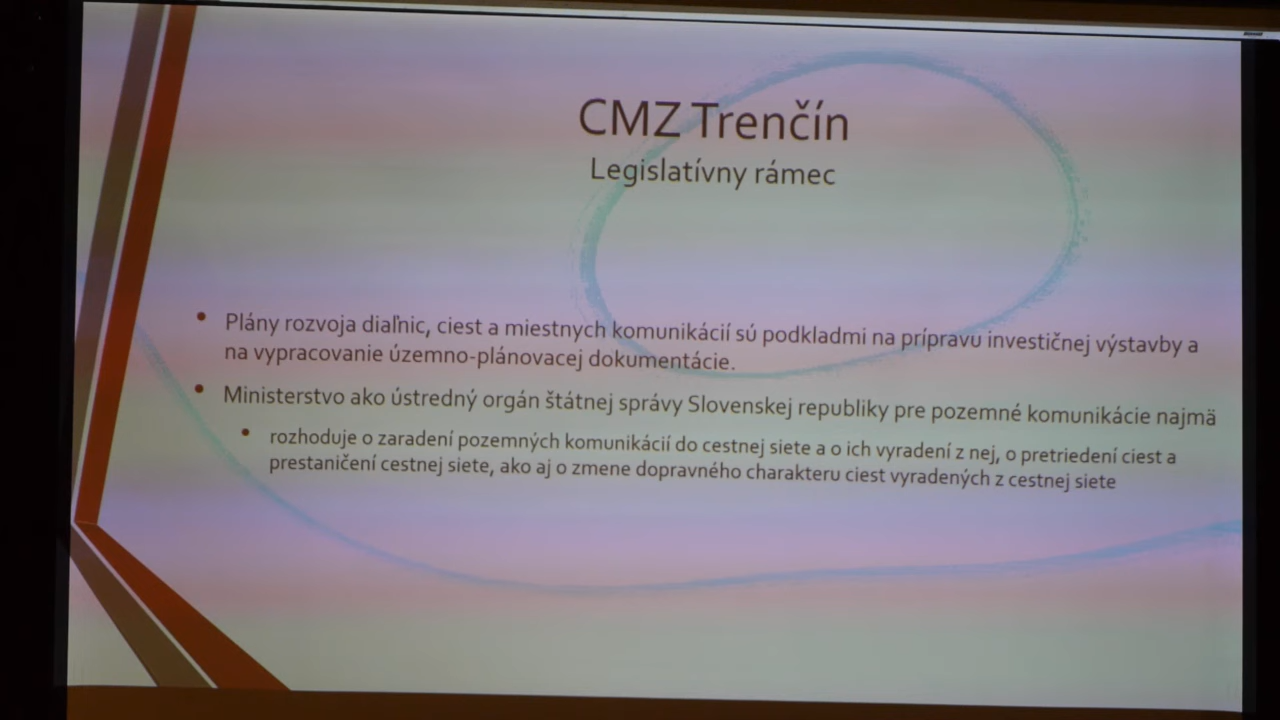 CMZ Trenčín
Legislatívny rámec
• Plány rozvoja diaľnic, ciest a miestnych komunikácií sú podkladmi na prípravu investičnej výstavby a
na vypracovanie územno-plánovacej dokumentácie.
• Ministerstvo ako ústredný orgán štátnej správy Slovenskej republiky pre pozemné komunikácie najmä
• rozhoduje o zaradení pozemných komunikácií do cestnej siete a o ich vyradení z nej, o pretriedení ciest a
prestaničení cestnej siete, ako aj o zmene dopravného charakteru ciest vyradených z cestnej siete